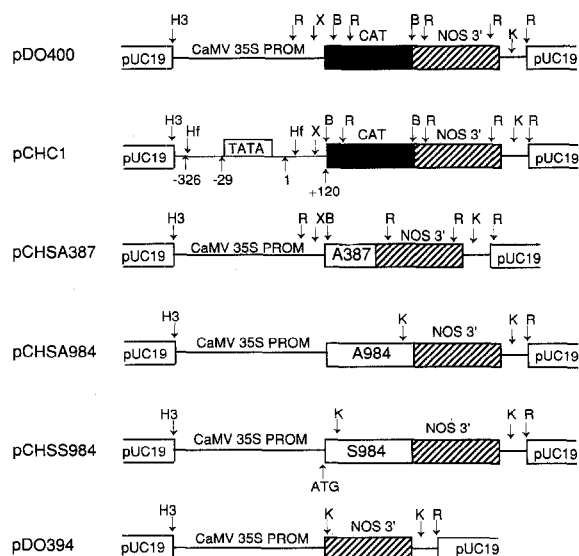 H3 R X B R B R R K R
pDO400 pUC19 CaMV 35S PROM CAT NOS 3' pUC19
H3 Hf Hf X B R B R R K R
pCHC1 pUC19 TATA CAT NOS 3' pUC19
-326 -29 1 +120
H3 R XB R R K R
pCHSA387 pUC19 CaMV 35S PROM A387 NOS 3' pUC19
H3 K K R
pCHSA984 pUC19 CaMV 35S PROM A984 NOS 3' pUC19
H3 K K R
pCHSS984 pUC19 CaMV 35S PROM S984 NOS 3' pUC19
ATG
H3 K K R
pDO394 pUC19 CaMV 35S PROM NOS 3' pUC19